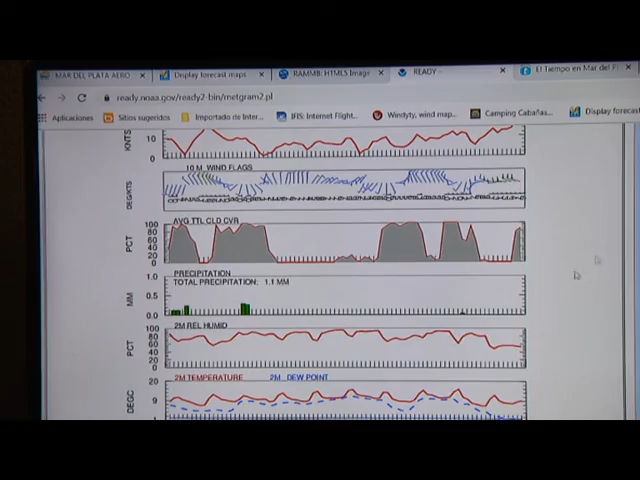 MAR DEL PLATA AERO × Display forecast maps × RAMMB: HTML5 Image × READY - × El Tiempo en Mar del P
ready.noaa.gov/ready2-bin/metgram2.pl
Aplicaciones Sitios sugeridos Importado de Inter... IFIS: Internet Flight... Windyty, wind map... Camping Cabañas... Display forecast
KNTS
10
0
10 M WIND FLAGS
DEG/KTS
AVG TTL CLD CVR
PCT
100
80
60
40
20
0
PRECIPITATION
TOTAL PRECIPITATION: 1.1 MM
MM
1.0
0.5
0.0
2M REL HUMID
PCT
100
80
60
40
20
0
2M TEMPERATURE 2M DEW POINT
DEGC
20
9